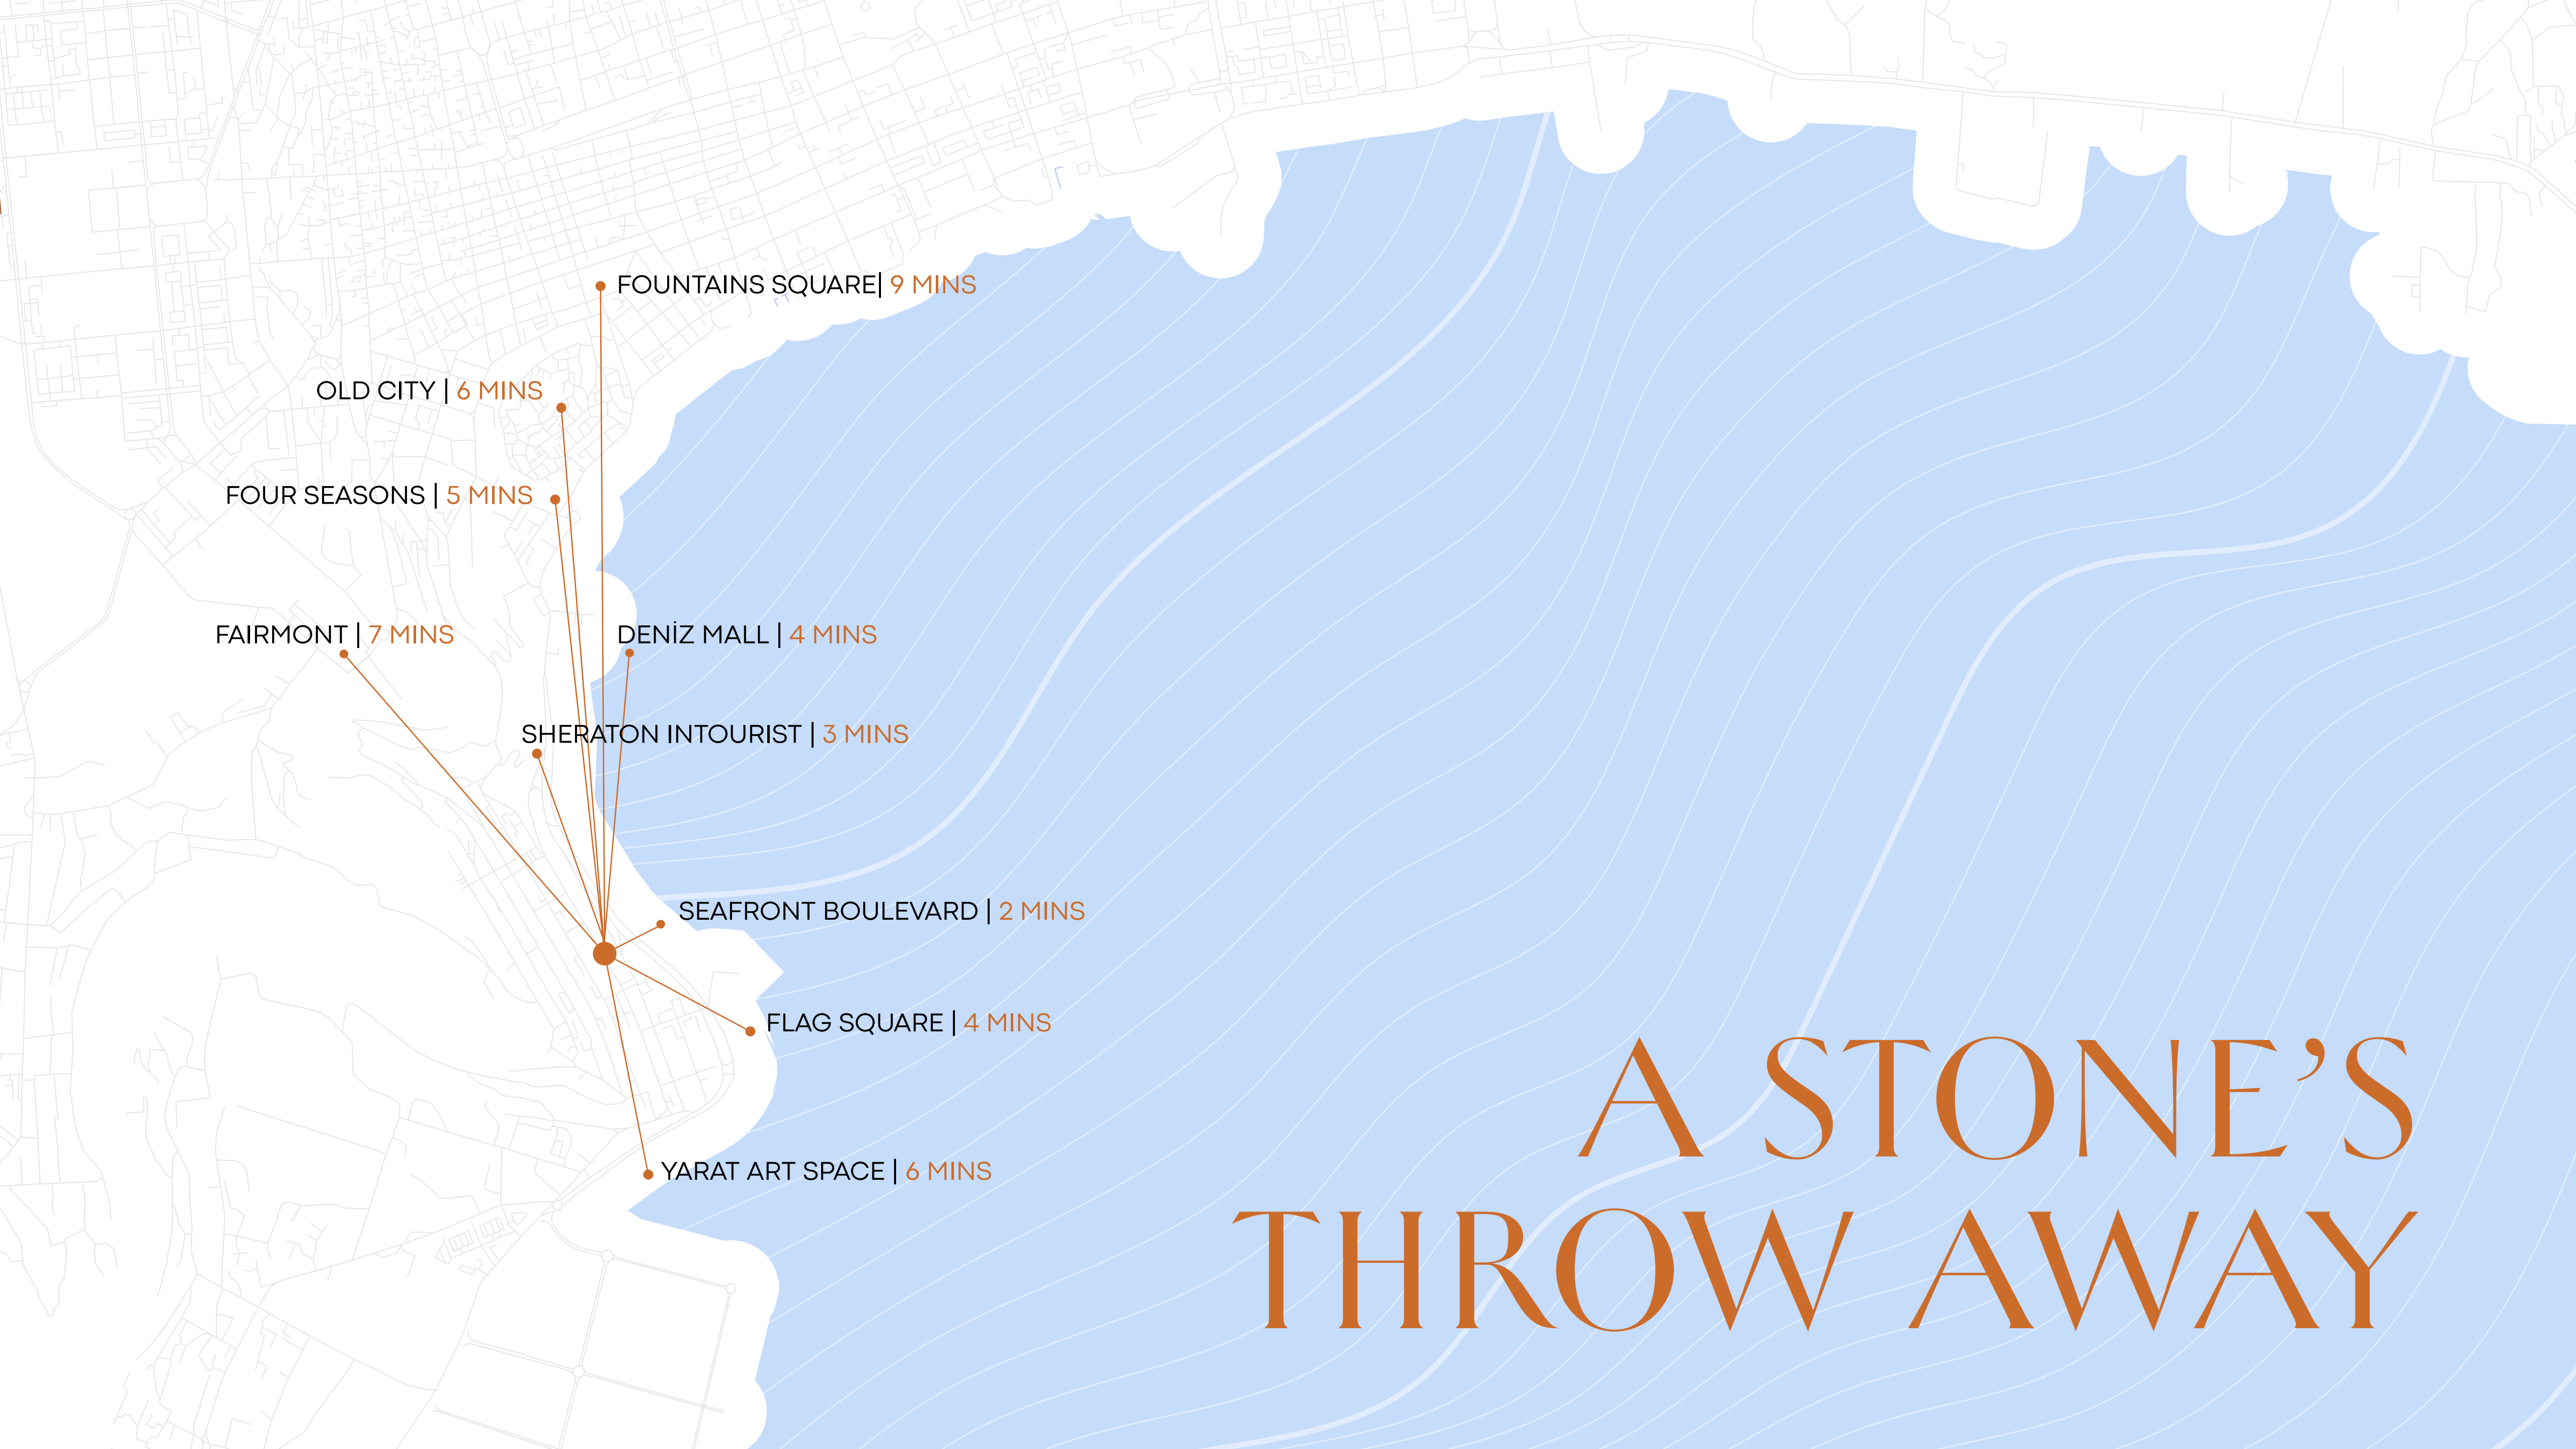 FOUNTAINS SQUARE| 9 MINS
OLD CITY | 6 MINS
FOUR SEASONS | 5 MINS
FAIRMONT | 7 MINS
DENİZ MALL | 4 MINS
SHERATON INTOURIST | 3 MINS
SEAFRONT BOULEVARD | 2 MINS
FLAG SQUARE | 4 MINS
YARAT ART SPACE | 6 MINS
A STONE’S
THROW AWAY